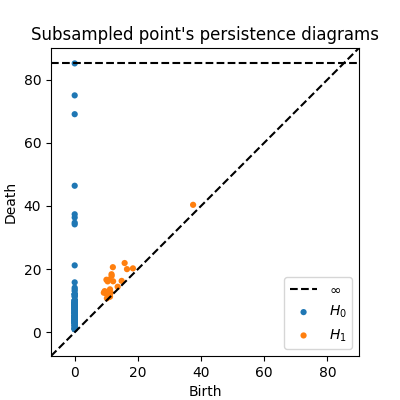 Subsampled point's persistence diagrams
80
60
40
20
0
Death
0 20 40 60 80
Birth
∞
H₀
H₁